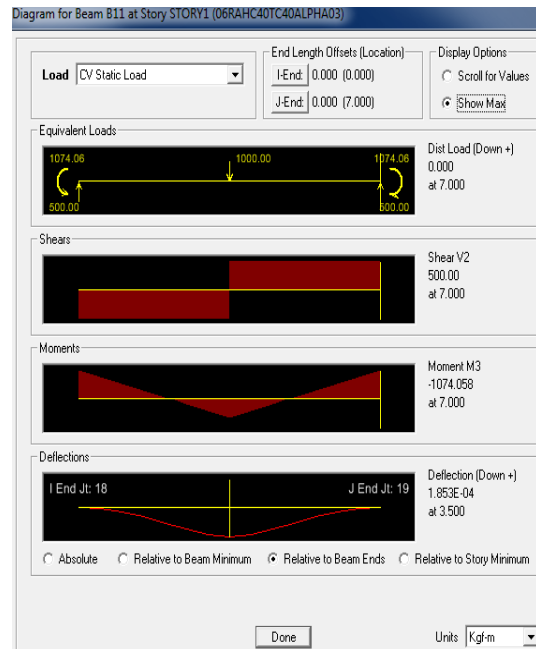 Diagram for Beam B11 at Story STORY1 (06RAHC40TC40ALPHA03)
Load CV Static Load
End Length Offsets (Location)
I-End: 0.000 (0.000)
J-End: 0.000 (7.000)
Display Options
Scroll for Values
Show Max
Equivalent Loads
1074.06 1000.00 1074.06
500.00 500.00
Dist Load (Down +)
0.000
at 7.000
Shears
Shear V2
500.00
at 7.000
Moments
Moment M3
-1074.058
at 7.000
Deflections
I End Jt: 18 J End Jt: 19
Deflection (Down +)
1.853E-04
at 3.500
Absolute Relative to Beam Minimum Relative to Beam Ends Relative to Story Minimum
Done Units Kgf-m